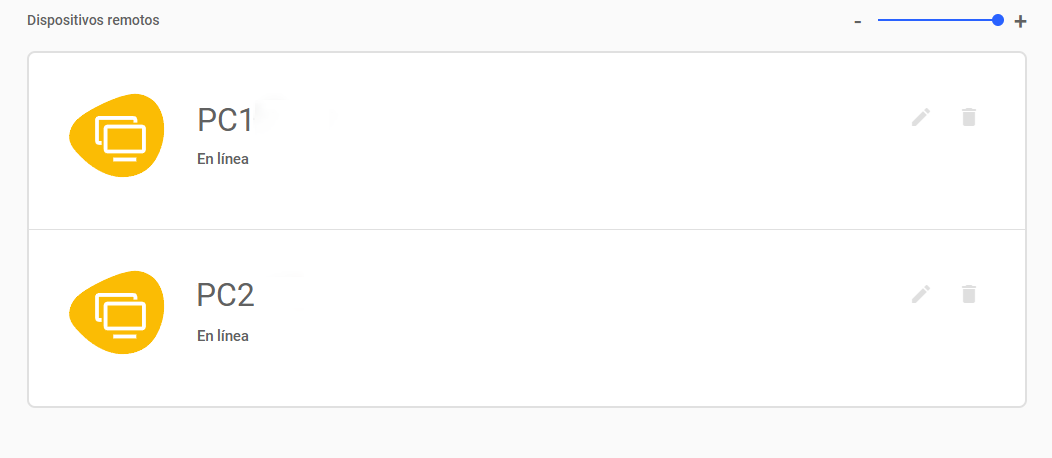 Dispositivos remotos
- +
PC1
En línea
PC2
En línea